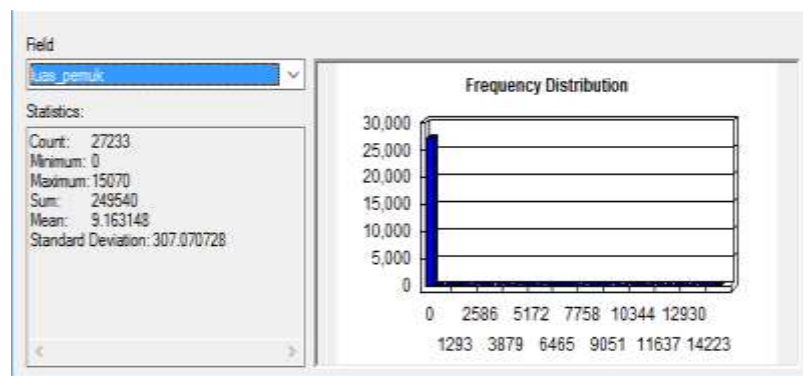 Field
luas_pemuk
Statistics:
Count: 27233
Minimum: 0
Maximum: 15070
Sum: 249540
Mean: 9.163148
Standard Deviation: 307.070728
Frequency Distribution
30,000
25,000
20,000
15,000
10,000
5,000
0
0 2586 5172 7758 10344 12930
1293 3879 6465 9051 11637 14223